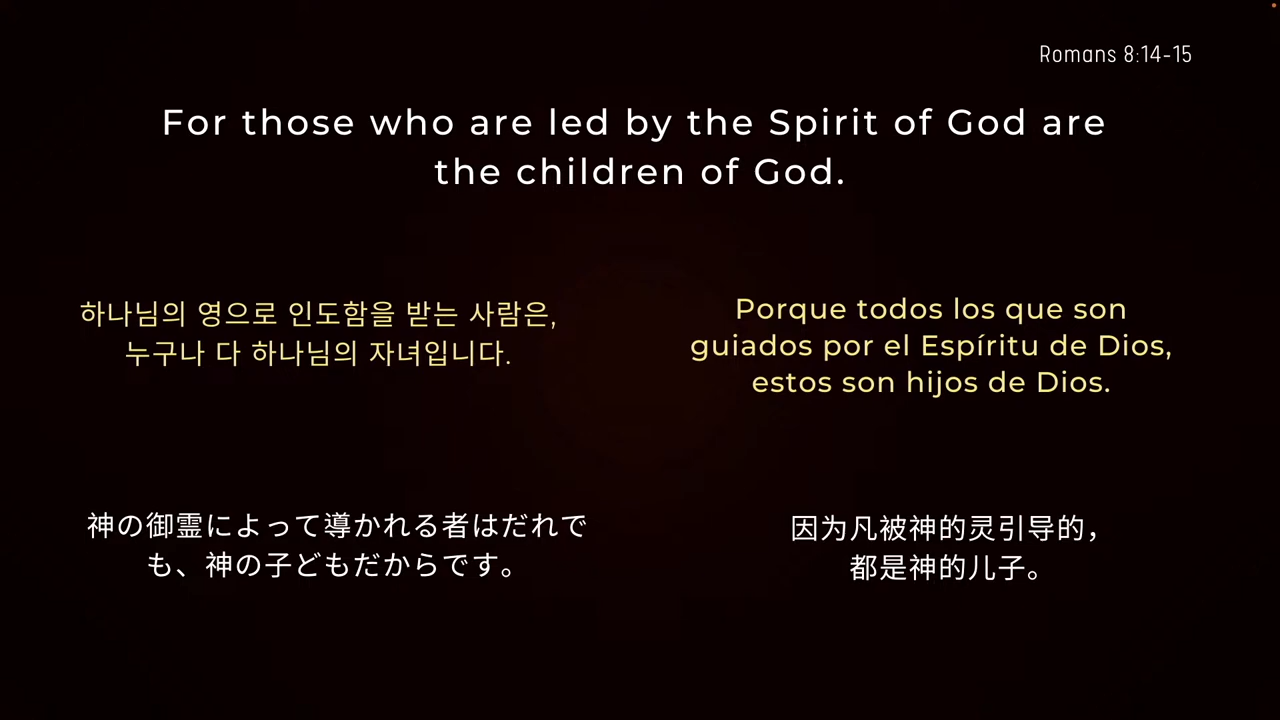 Romans 8:14-15
For those who are led by the Spirit of God are
the children of God.
하나님의 영으로 인도함을 받는 사람은,
누구나 다 하나님의 자녀입니다.
Porque todos los que son
guiados por el Espíritu de Dios,
estos son hijos de Dios.
神の御霊によって導かれる者はだれで
も、神の子どもだからです。
因为凡被神的灵引导的，
都是神的儿子。